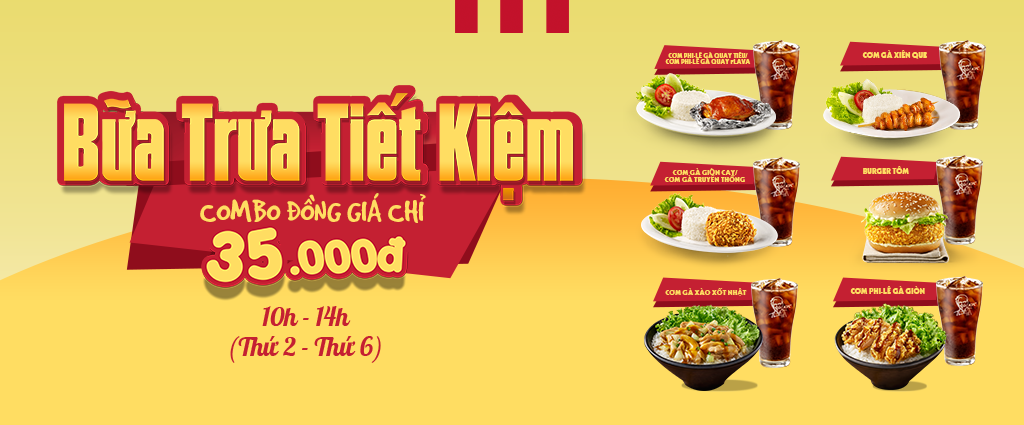 Bữa Trưa Tiết Kiệm
COMBO ĐỒNG GIÁ CHỈ
35.000đ
10h - 14h
(Thứ 2 - Thứ 6)
CƠM PHI-LÊ GÀ QUAY TIÊU/
CƠM PHI-LÊ GÀ QUAY FLAVA
CƠM GÀ XIÊN QUE
CƠM GÀ GIÒN CAY/
CƠM GÀ TRUYỀN THỐNG
BURGER TÔM
CƠM GÀ XÀO XỐT NHẬT
CƠM PHI-LÊ GÀ GIÒN